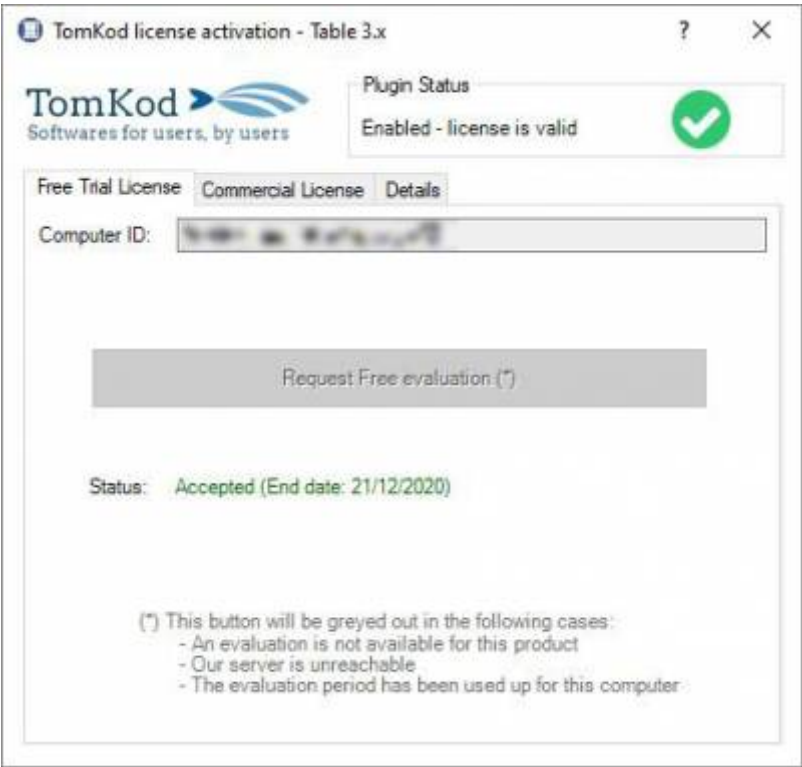 TomKod license activation - Table 3.x ?
TomKod
Softwares for users, by users
Plugin Status
Enabled - license is valid
Free Trial License Commercial License Details
Computer ID:
Request Free evaluation (*)
Status: Accepted (End date: 21/12/2020)
(*) This button will be greyed out in the following cases:
- An evaluation is not available for this product
- Our server is unreachable
- The evaluation period has been used up for this computer